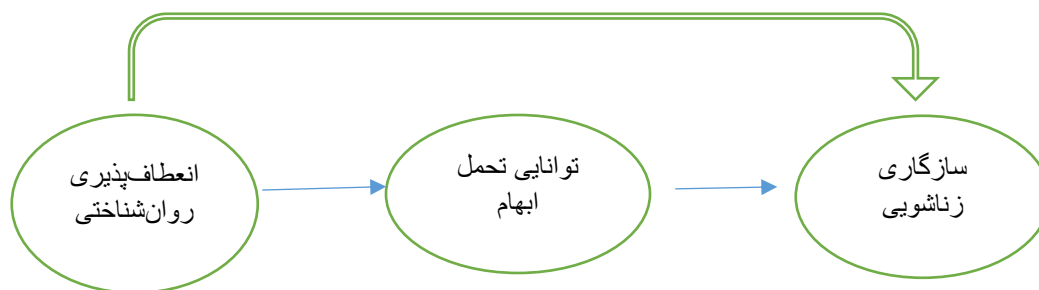 انعطاف‌پذیری
روان‌شناختی
توانایی تحمل
ابهام
سازگاری
زناشویی